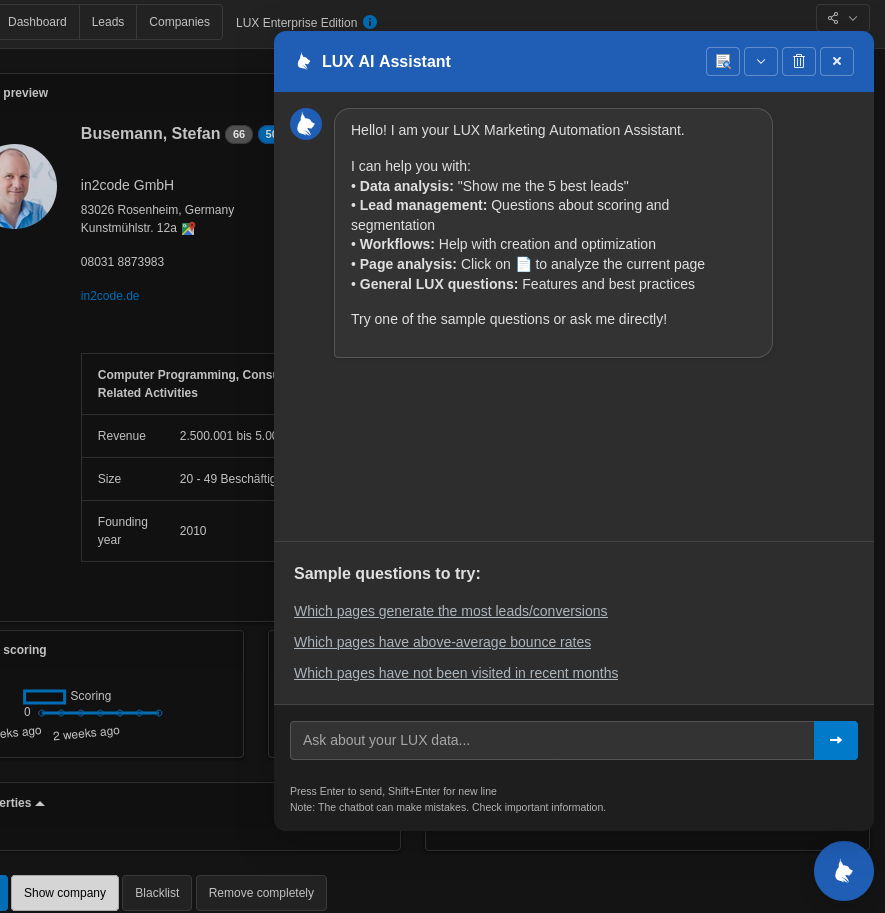 Dashboard
Leads
Companies
LUX Enterprise Edition
preview
Busemann, Stefan 66
in2code GmbH
83026 Rosenheim, Germany
Kunstmühlstr. 12a
08031 8873983
in2code.de
Computer Programming, Consu
Related Activities
Revenue 2.500.001 bis 5.00
Size 20 - 49 Beschäftig
Founding
year
2010
scoring
Scoring
0
eks ago 2 weeks ago
erties
Show company
Blacklist
Remove completely
LUX AI Assistant
Hello! I am your LUX Marketing Automation Assistant.
I can help you with:
• Data analysis: "Show me the 5 best leads"
• Lead management: Questions about scoring and
segmentation
• Workflows: Help with creation and optimization
• Page analysis: Click on 📄 to analyze the current page
• General LUX questions: Features and best practices
Try one of the sample questions or ask me directly!
Sample questions to try:
Which pages generate the most leads/conversions
Which pages have above-average bounce rates
Which pages have not been visited in recent months
Ask about your LUX data...
Press Enter to send, Shift+Enter for new line
Note: The chatbot can make mistakes. Check important information.